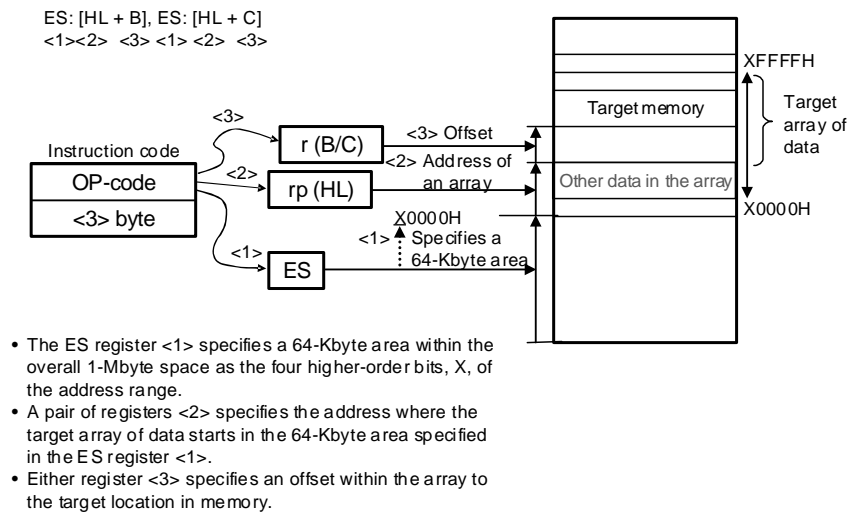 ES: [HL + B], ES: [HL + C]
<1><2> <3> <1> <2> <3>
XFFFFH
Target memory
Target
array of
data
<3>
r (B/C)
<3> Offset
Instruction code
OP-code
<3> byte
<2>
rp (HL)
<2> Address of
an array
Other data in the array
X0000H
X0000H
<1>
ES
<1> Specifies a
64-Kbyte area
• The ES register <1> specifies a 64-Kbyte area within the
overall 1-Mbyte space as the four higher-order bits, X, of
the address range.
• A pair of registers <2> specifies the address where the
target array of data starts in the 64-Kbyte area specified
in the ES register <1>.
• Either register <3> specifies an offset within the array to
the target location in memory.